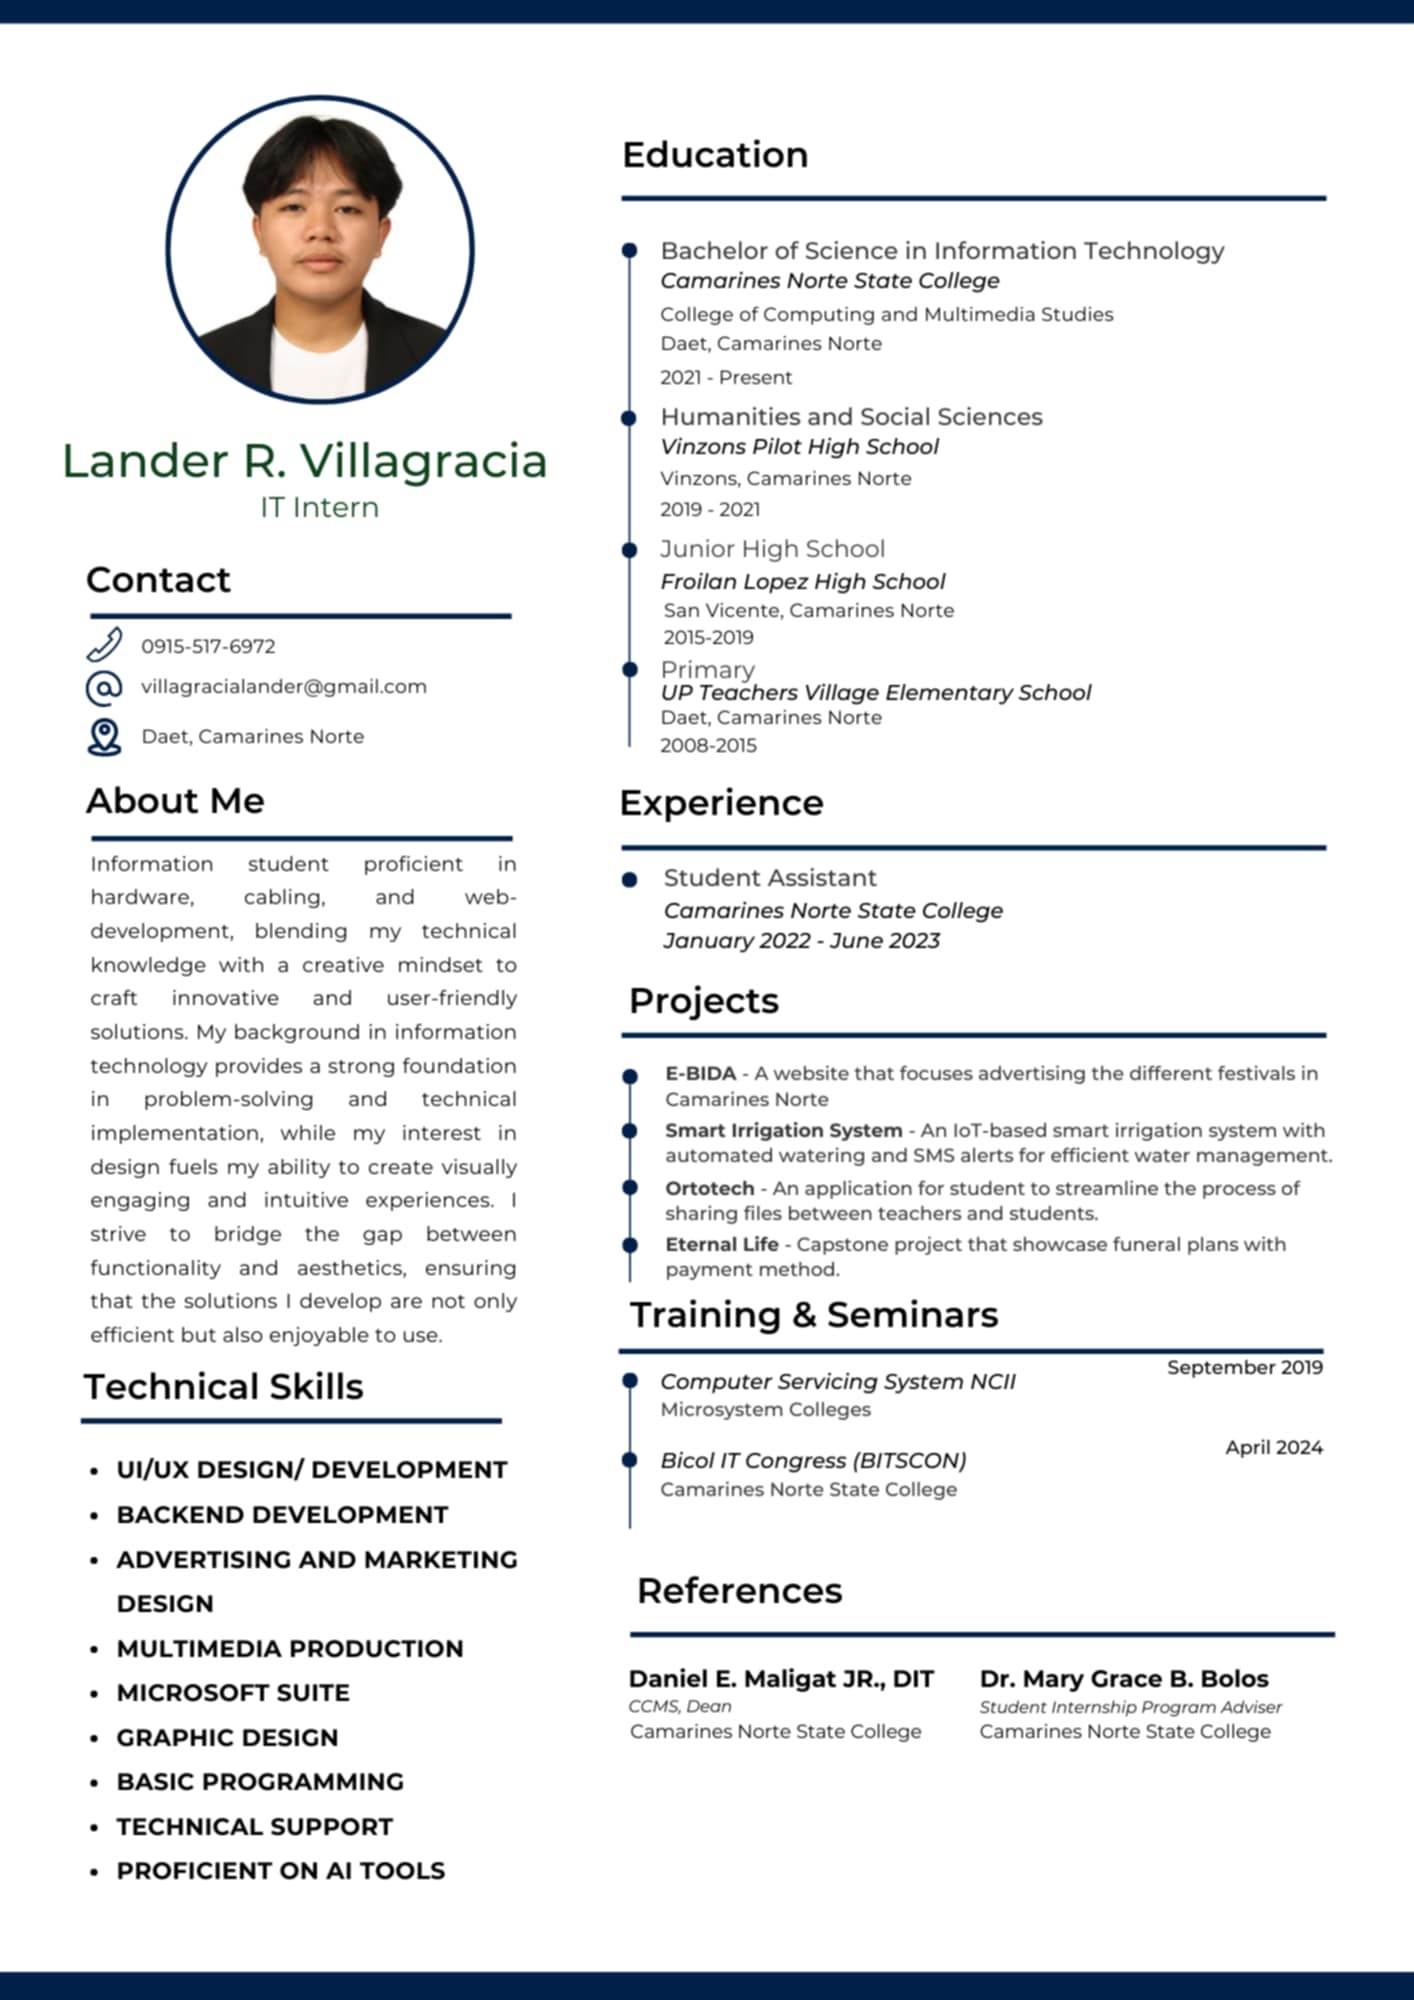 Lander R. Villagracia
IT Intern
Contact
0915-517-6972
villagracialander@gmail.com
Daet, Camarines Norte
About Me
Information student proficient in
hardware, cabling, and web-
development, blending my technical
knowledge with a creative mindset to
craft innovative and user-friendly
solutions. My background in information
technology provides a strong foundation
in problem-solving and technical
implementation, while my interest in
design fuels my ability to create visually
engaging and intuitive experiences. I
strive to bridge the gap between
functionality and aesthetics, ensuring
that the solutions I develop are not only
efficient but also enjoyable to use.
Technical Skills
• UI/UX DESIGN/ DEVELOPMENT
• BACKEND DEVELOPMENT
• ADVERTISING AND MARKETING
DESIGN
• MULTIMEDIA PRODUCTION
• MICROSOFT SUITE
• GRAPHIC DESIGN
• BASIC PROGRAMMING
• TECHNICAL SUPPORT
• PROFICIENT ON AI TOOLS
Education
Bachelor of Science in Information Technology
Camarines Norte State College
College of Computing and Multimedia Studies
Daet, Camarines Norte
2021 - Present
Humanities and Social Sciences
Vinzons Pilot High School
Vinzons, Camarines Norte
2019 - 2021
Junior High School
Froilan Lopez High School
San Vicente, Camarines Norte
2015-2019
Primary
UP Teachers Village Elementary School
Daet, Camarines Norte
2008-2015
Experience
Student Assistant
Camarines Norte State College
January 2022 - June 2023
Projects
E-BIDA - A website that focuses advertising the different festivals in
Camarines Norte
Smart Irrigation System - An IoT-based smart irrigation system with
automated watering and SMS alerts for efficient water management.
Ortotech - An application for student to streamline the process of
sharing files between teachers and students.
Eternal Life - Capstone project that showcase funeral plans with
payment method.
Training & Seminars
September 2019
Computer Servicing System NCII
Microsystem Colleges
April 2024
Bicol IT Congress (BITSCON)
Camarines Norte State College
References
Daniel E. Maligat JR., DIT
CCMS, Dean
Camarines Norte State College
Dr. Mary Grace B. Bolos
Student Internship Program Adviser
Camarines Norte State College